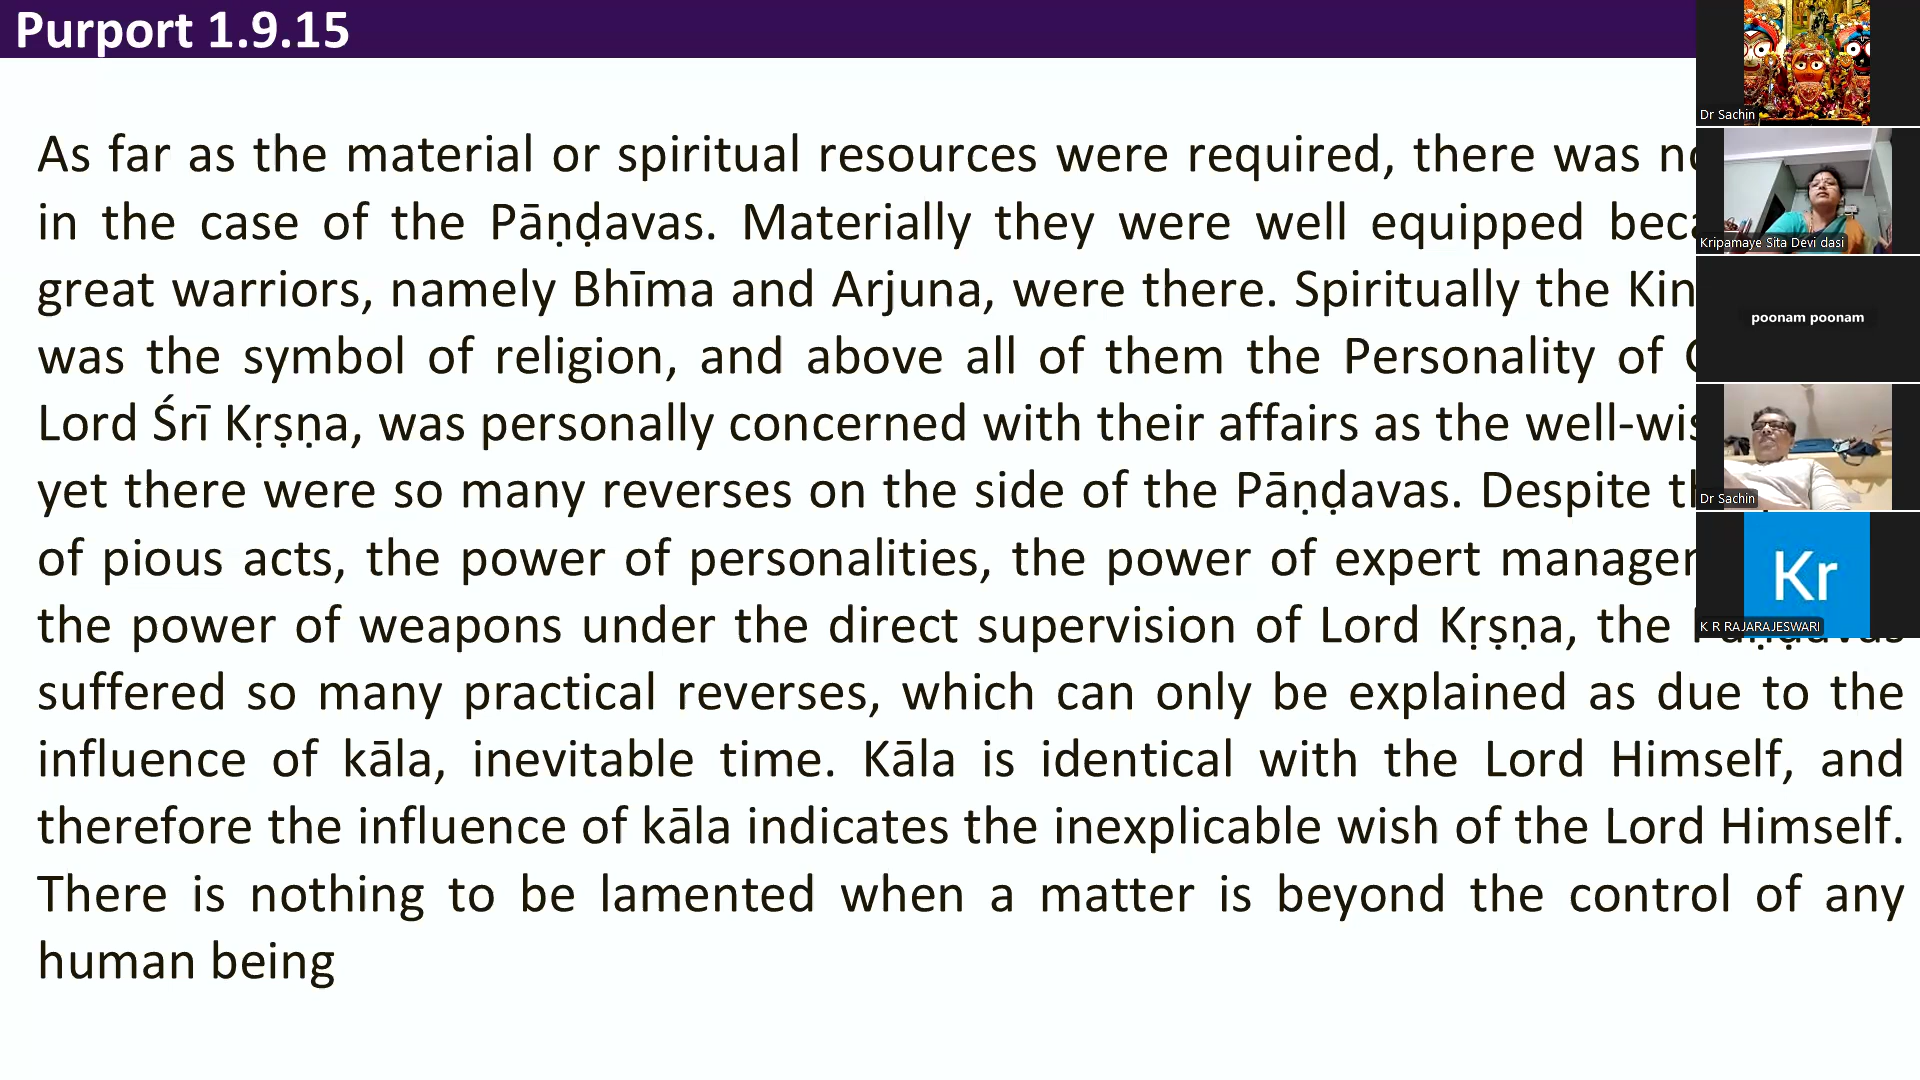 Purport 1.9.15
As far as the material or spiritual resources were required, there was
in the case of the Pāṇḍavas. Materially they were well equipped
great warriors, namely Bhīma and Arjuna, were there. Spiritually the
was the symbol of religion, and above all of them the Personality of
Lord Śrī Kṛṣṇa, was personally concerned with their affairs as the
yet there were so many reverses on the side of the Pāṇḍavas. Despite
of pious acts, the power of personalities, the power of expert
the power of weapons under the direct supervision of Lord Kṛṣṇa, the
suffered so many practical reverses, which can only be explained as due to the
influence of kāla, inevitable time. Kāla is identical with the Lord Himself, and
therefore the influence of kāla indicates the inexplicable wish of the Lord Himself.
There is nothing to be lamented when a matter is beyond the control of any
human being
Dr Sachin
Kripamaye Sita Devi dasi
poonam poonam
Dr Sachin
Kr
K R RAJARAJESWARI